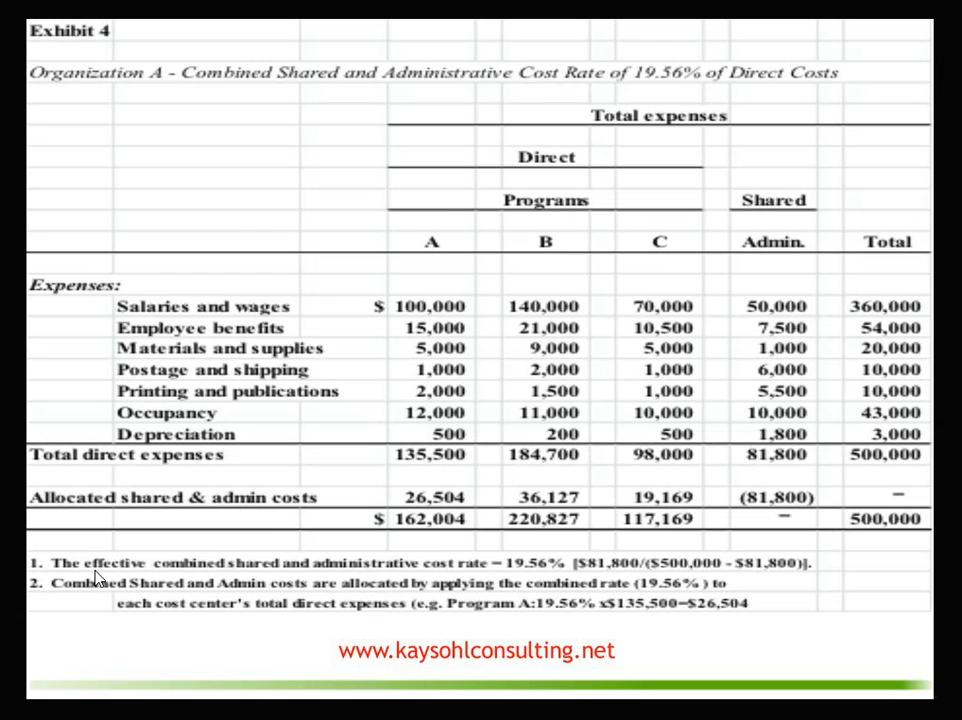 Exhibit 4
Organization A - Combined Shared and Administrative Cost Rate of 19.56% of Direct Costs
Total expenses
Direct
Programs Shared
A B C Admin. Total
Expenses:
Salaries and wages $ 100,000 140,000 70,000 50,000 360,000
Employee benefits 15,000 21,000 10,500 7,500 54,000
Materials and supplies 5,000 9,000 5,000 1,000 20,000
Postage and shipping 1,000 2,000 1,000 6,000 10,000
Printing and publications 2,000 1,500 1,000 5,500 10,000
Occupancy 12,000 11,000 10,000 10,000 43,000
Depreciation 500 200 500 1,800 3,000
Total direct expenses 135,500 184,700 98,000 81,800 500,000
Allocated shared & admin costs 26,504 36,127 19,169 (81,800) –
$ 162,004 220,827 117,169 – 500,000
1. The effective combined shared and administrative cost rate = 19.56% [$81,800/($500,000 - $81,800)].
2. Combined Shared and Admin costs are allocated by applying the combined rate (19.56% ) to
each cost center's total direct expenses (e.g. Program A:19.56% x$135,500=$26,504
www.kaysohlconsulting.net